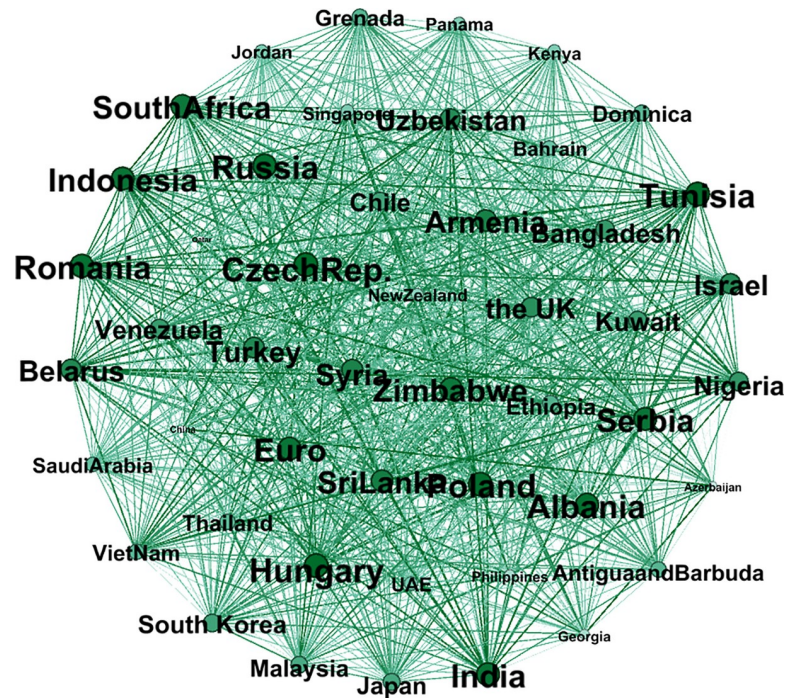 Grenada
Panama
Jordan
Kenya
SouthAfrica
Singapore
Uzbekistan
Dominica
Bahrain
Russia
Indonesia
Tunisia
Chile
Armenia
Bangladesh
Qatar
Romania
CzechRep.
NewZealand
Israel
the UK
Kuwait
Venezuela
Turkey
Belarus
Syria
Zimbabwe
Nigeria
Ethiopia
Serbia
China
Euro
SaudiArabia
SriLanka
Poland
Azerbaijan
Albania
Thailand
VietNam
Hungary
UAE
Philippines
AntiguaandBarbuda
South Korea
Georgia
Malaysia
India
Japan